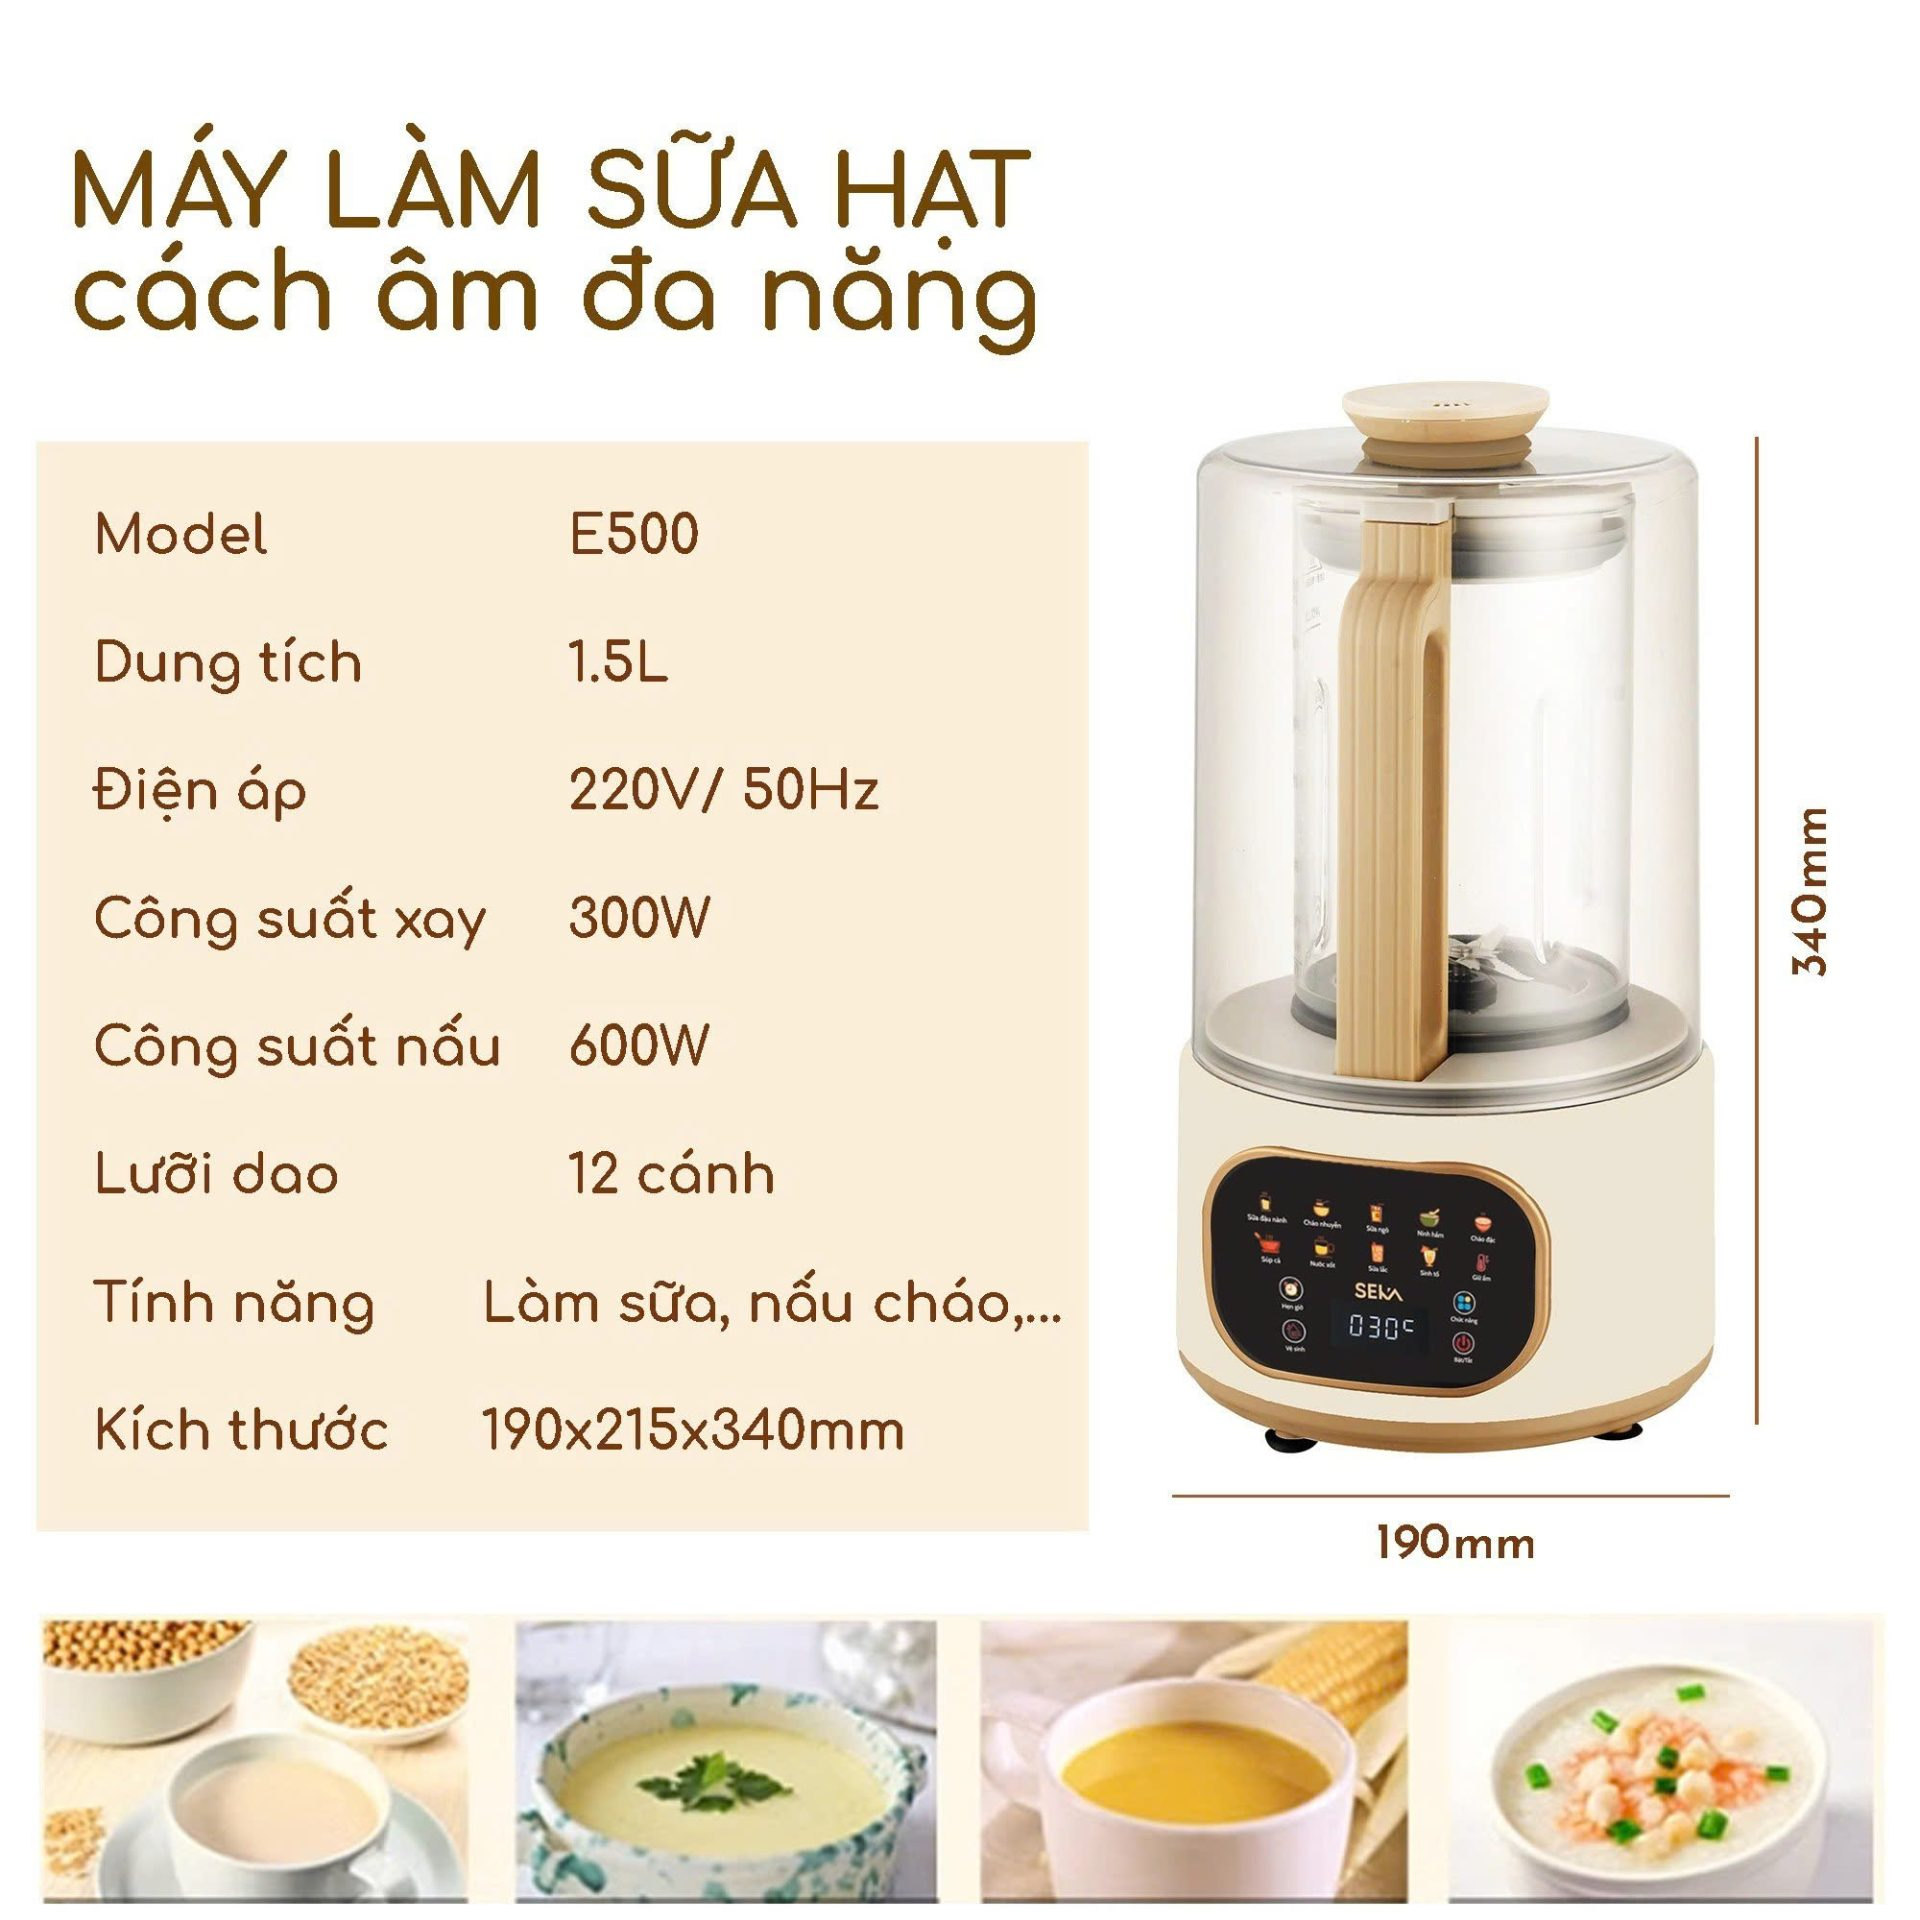 MÁY LÀM SỮA HẠT
cách âm đa năng
Model E500
Dung tích 1.5L
Điện áp 220V/ 50Hz
Công suất xay 300W
Công suất nấu 600W
Lưỡi dao 12 cánh
Tính năng Làm sữa, nấu cháo,...
Kích thước 190x215x340mm
340mm
Sữa đậu nành Cháo nhuyễn Sữa ngô Ninh hầm Cháo đặc
Súp cá Nước sốt Sữa lắc Sinh tố Giữ ấm
SEKA
Hẹn giờ Chức năng
030c
Vệ sinh Bật/Tắt
190mm